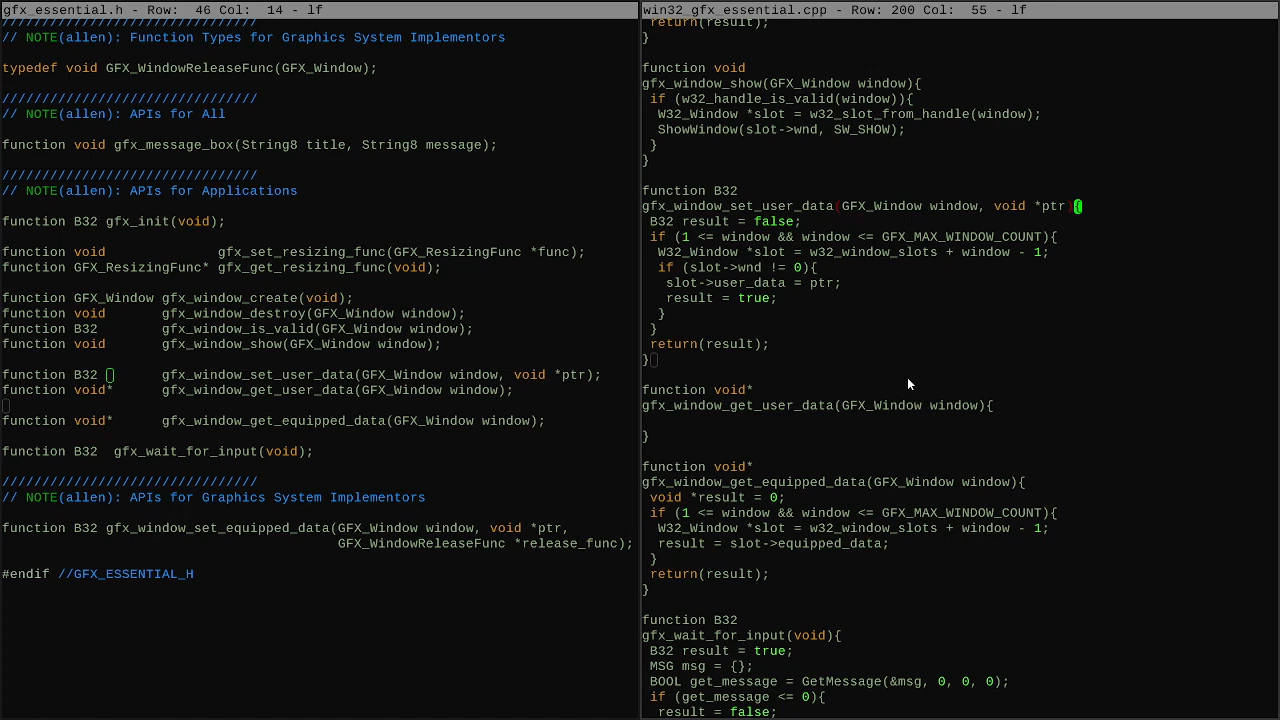 gfx_essential.h - Row:  46 Col:  14 - lf
////////////////////////////////
// NOTE(allen): Function Types for Graphics System Implementors
typedef void GFX_WindowReleaseFunc(GFX_Window);
////////////////////////////////
// NOTE(allen): APIs for All
function void gfx_message_box(String8 title, String8 message);
////////////////////////////////
// NOTE(allen): APIs for Applications
function B32 gfx_init(void);
function void           gfx_set_resizing_func(GFX_ResizingFunc *func);
function GFX_ResizingFunc* gfx_get_resizing_func(void);
function GFX_Window gfx_window_create(void);
function void       gfx_window_destroy(GFX_Window window);
function B32        gfx_window_is_valid(GFX_Window window);
function void       gfx_window_show(GFX_Window window);
function B32        gfx_window_set_user_data(GFX_Window window, void *ptr);
function void*      gfx_window_get_user_data(GFX_Window window);
function void*      gfx_window_get_equipped_data(GFX_Window window);
function B32  gfx_wait_for_input(void);
////////////////////////////////
// NOTE(allen): APIs for Graphics System Implementors
function B32 gfx_window_set_equipped_data(GFX_Window window, void *ptr,
                                          GFX_WindowReleaseFunc *release_func);
#endif //GFX_ESSENTIAL_H
win32_gfx_essential.cpp - Row: 200 Col:  55 - lf
 return(result);
}
function void
gfx_window_show(GFX_Window window){
 if (w32_handle_is_valid(window)){
  W32_Window *slot = w32_slot_from_handle(window);
  ShowWindow(slot->wnd, SW_SHOW);
 }
}
function B32
gfx_window_set_user_data(GFX_Window window, void *ptr){
 B32 result = false;
 if (1 <= window && window <= GFX_MAX_WINDOW_COUNT){
  W32_Window *slot = w32_window_slots + window - 1;
  if (slot->wnd != 0){
   slot->user_data = ptr;
   result = true;
  }
 }
 return(result);
}
function void*
gfx_window_get_user_data(GFX_Window window){
}
function void*
gfx_window_get_equipped_data(GFX_Window window){
 void *result = 0;
 if (1 <= window && window <= GFX_MAX_WINDOW_COUNT){
  W32_Window *slot = w32_window_slots + window - 1;
  result = slot->equipped_data;
 }
 return(result);
}
function B32
gfx_wait_for_input(void){
 B32 result = true;
 MSG msg = {};
 BOOL get_message = GetMessage(&msg, 0, 0, 0);
 if (get_message <= 0){
  result = false;